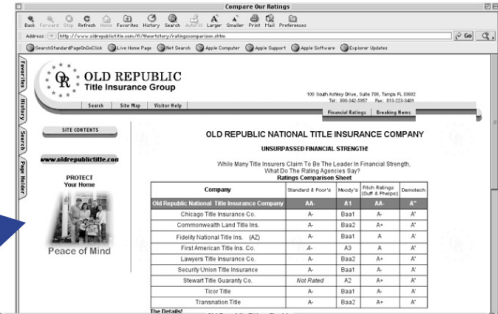 Compare Our Ratings
Back Forward Stop Refresh Home Favorites History Search AutoFill Larger Smaller Print Mail Preferences
Address: Go
Live Home Page Net Search Apple Computer Apple Support Apple Software Explorer Updates
Favorites
History
Search
Page Holder
OLD REPUBLIC
Title Insurance Group
Search Site Map Visitor Help
Financial Ratings Breaking News
SITE CONTENTS
www.oldrepublictitle.com
PROTECT
Your Home
Peace of Mind
OLD REPUBLIC NATIONAL TITLE INSURANCE COMPANY
UNSURPASSED FINANCIAL STRENGTH!
While Many Title Insurers Claim To Be The Leader In Financial Strength,
What Do The Rating Agencies Say?
Ratings Comparison Sheet
Company Standard & Poor's Moody's Fitch Ratings (Duff & Phelps) Demotech
Old Republic National Title Insurance Company AA- A1 AA- A"
Chicago Title Insurance Co. A- Baa1 A- A'
Commonwealth Land Title Ins. A- Baa2 A+ A'
Fidelity National Title Ins. (AZ) A- Baa1 A A'
First American Title Ins. Co. A- A3 A A'
Lawyers Title Insurance Co. A- Baa2 A+ A'
Security Union Title Insurance A- Baa1 A- A'
Stewart Title Guaranty Co. Not Rated A2 A+ A'
Ticor Title A- Baa1 A- A'
Transnation Title A- Baa2 A+ A'
The Details!